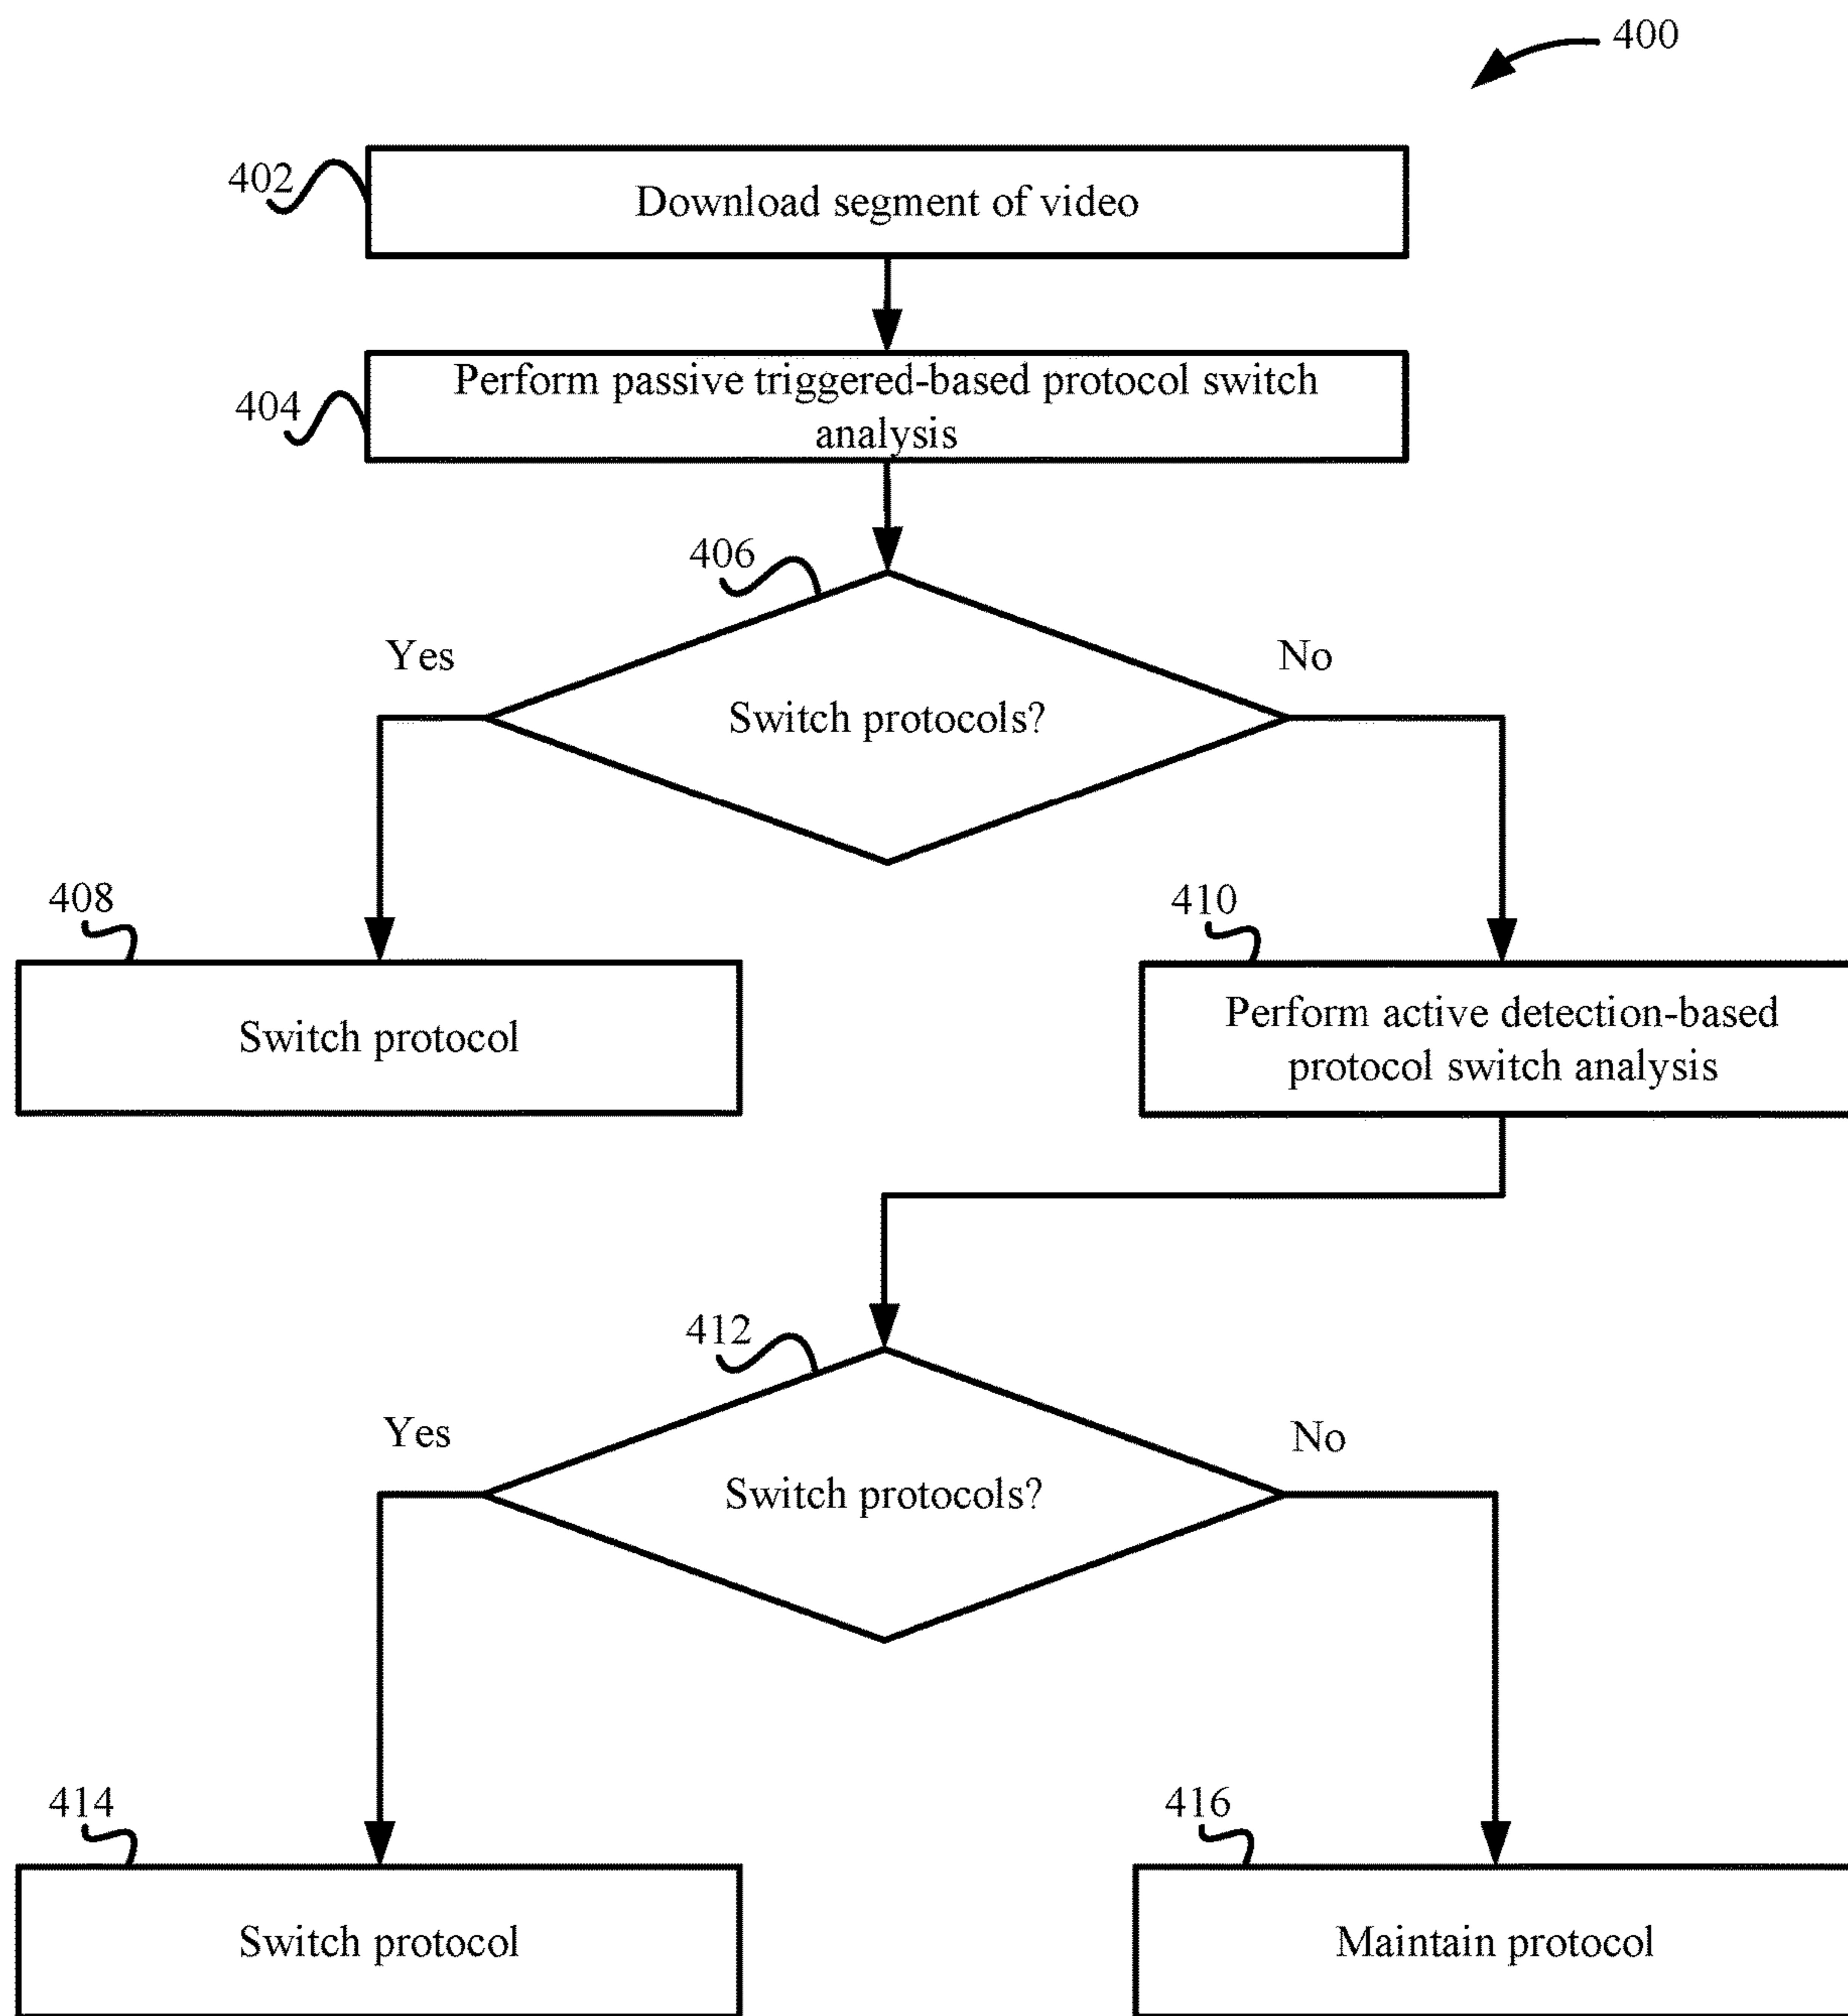 400
402
Download segment of video
404
Perform passive triggered-based protocol switch
analysis
406
Yes
No
Switch protocols?
408
410
Switch protocol
Perform active detection-based
protocol switch analysis
412
Yes
No
Switch protocols?
414
416
Switch protocol
Maintain protocol